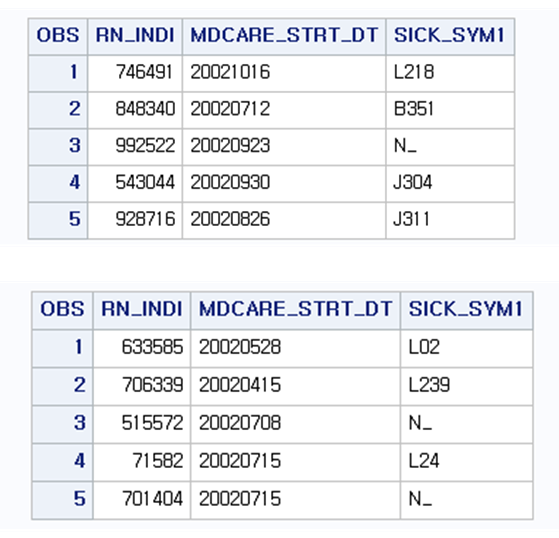 OBS RN_INDI MDCARE_STRT_DT SICK_SYM1
1 746491 20021016 L218
2 848340 20020712 B351
3 992522 20020923 N_
4 543044 20020930 J304
5 928716 20020826 J311
OBS RN_INDI MDCARE_STRT_DT SICK_SYM1
1 633585 20020528 L02
2 706339 20020415 L239
3 515572 20020708 N_
4 71582 20020715 L24
5 701404 20020715 N_